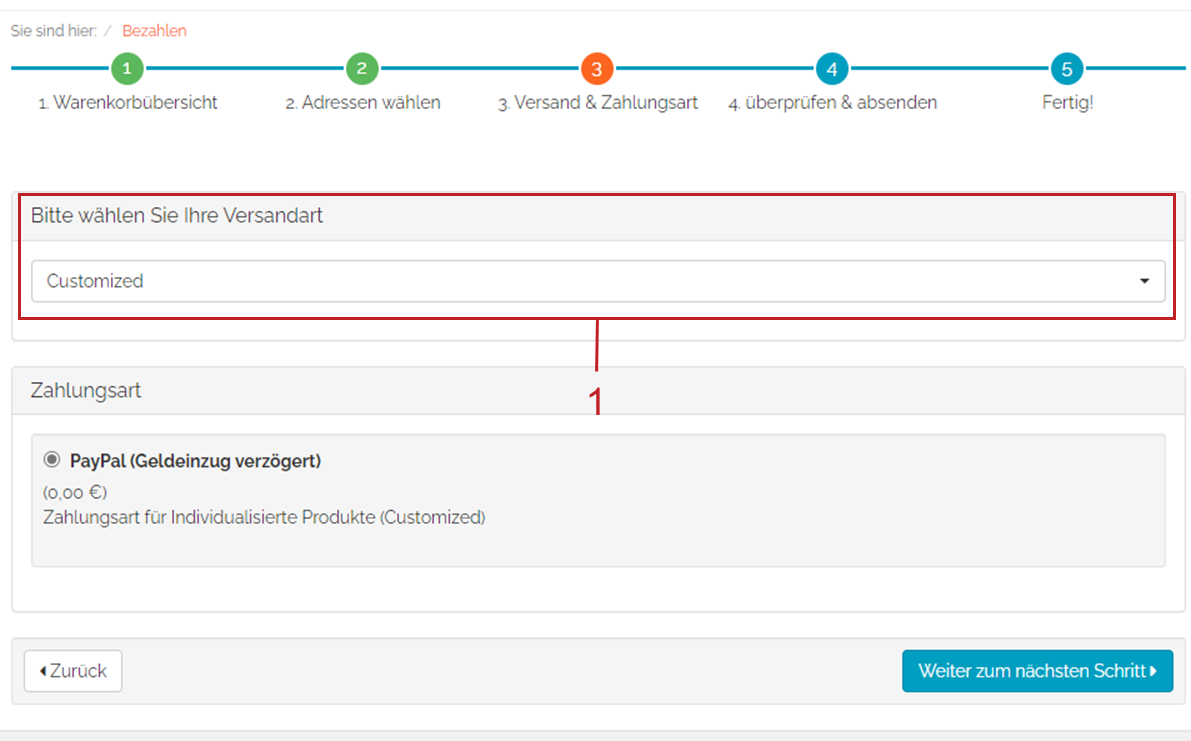 Sie sind hier: / Bezahlen
1 2 3 4 5
1. Warenkorbübersicht 2. Adressen wählen 3. Versand & Zahlungsart 4. überprüfen & absenden Fertig!
Bitte wählen Sie Ihre Versandart
Customized
1
Zahlungsart
PayPal (Geldeinzug verzögert)
(0,00 €)
Zahlungsart für Individualisierte Produkte (Customized)
Zurück Weiter zum nächsten Schritt